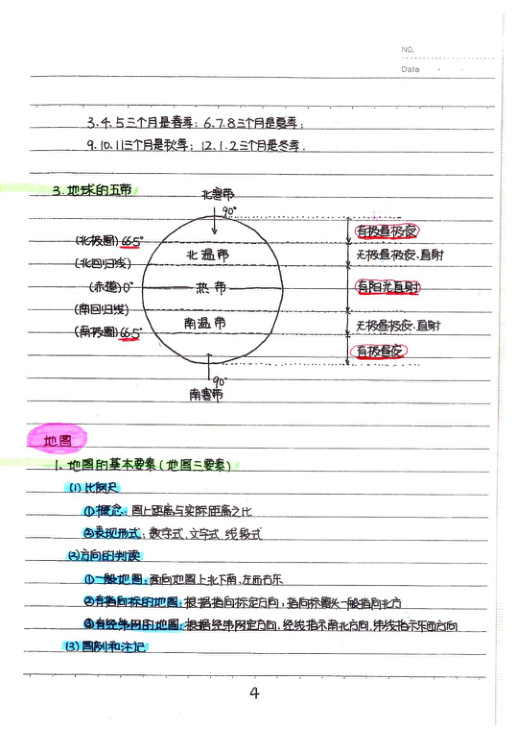 NO.
Date
3.4.5三个月是春季；6.7.8三个月是夏季；
9.10.11三个月是秋季；12.1.2三个月是冬季.
3.地球的五带
北寒带
90°
(北极圈)66.5° 有极昼极夜
(北回归线) 北温带 无极昼极夜、直射
(赤道)0° 热带 有阳光直射
(南回归线) 南温带 无极昼极夜、直射
(南极圈)66.5° 有极昼夜
90°
南寒带
地图
1.地图的基本要素(地图三要素)
(1)比例尺
①概念:图上距离与实际距离之比
②表现形式:数字式、文字式、线段式
(2)方向的判读
①一般地图:面向地图上北下南,左西右东
②有指向标的地图:根据指向标定方向,指向标箭头一般指向北方
③有经纬网的地图:根据经纬网定方向,经线指示南北方向,纬线指示东西方向
(3)图例和注记
4